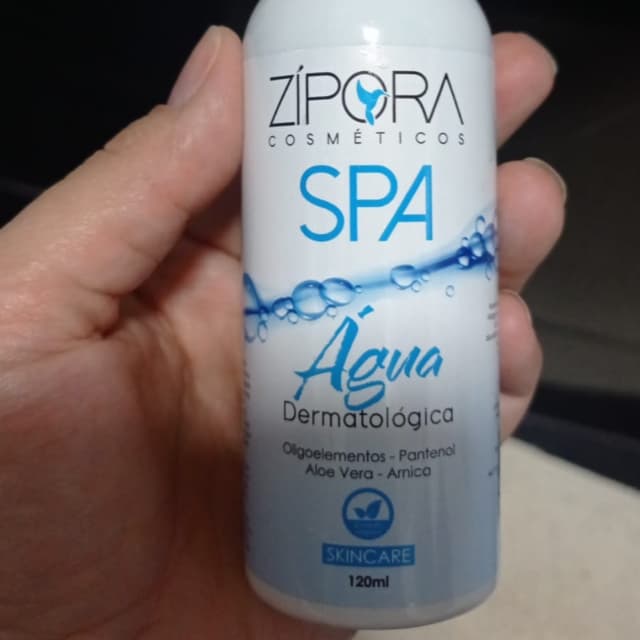 ZÍPORA
COSMÉTICOS
SPA
Água
Dermatológica
Oligoelementos - Pantenol
Aloe Vera - Arnica
SKINCARE
120ml